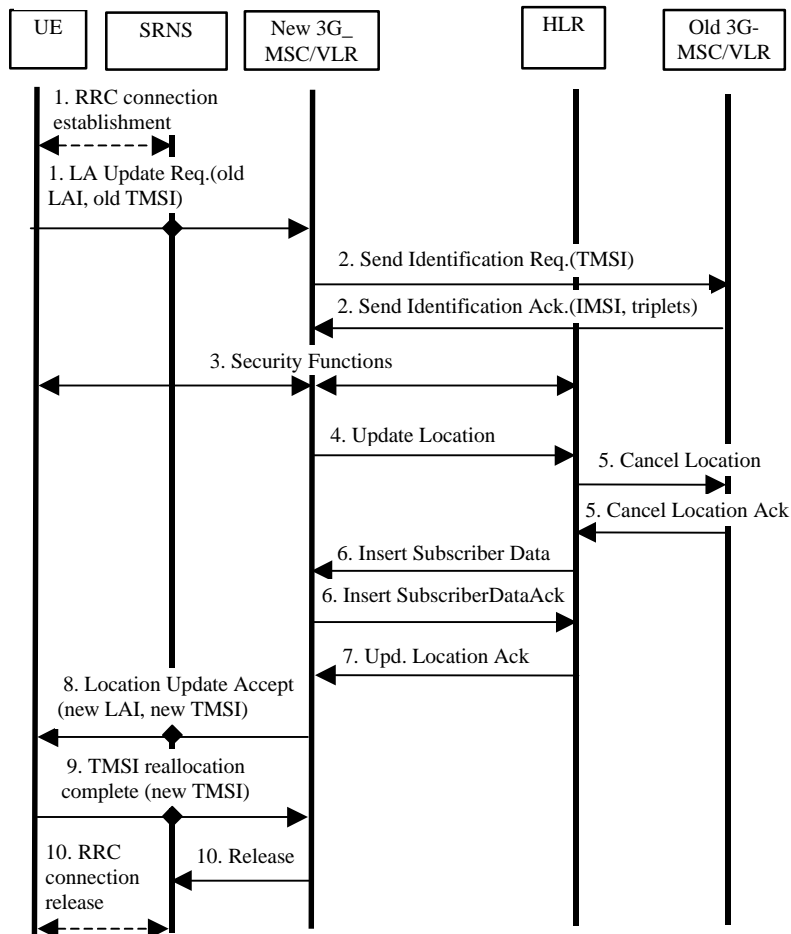 UE
SRNS
New 3G_
MSC/VLR
HLR
Old 3G-
MSC/VLR
1. RRC connection
establishment
1. LA Update Req.(old
LAI, old TMSI)
2. Send Identification Req.(TMSI)
2. Send Identification Ack.(IMSI, triplets)
3. Security Functions
4. Update Location
5. Cancel Location
5. Cancel Location Ack
6. Insert Subscriber Data
6. Insert SubscriberDataAck
7. Upd. Location Ack
8. Location Update Accept
(new LAI, new TMSI)
9. TMSI reallocation
complete (new TMSI)
10. RRC
connection
release
10. Release